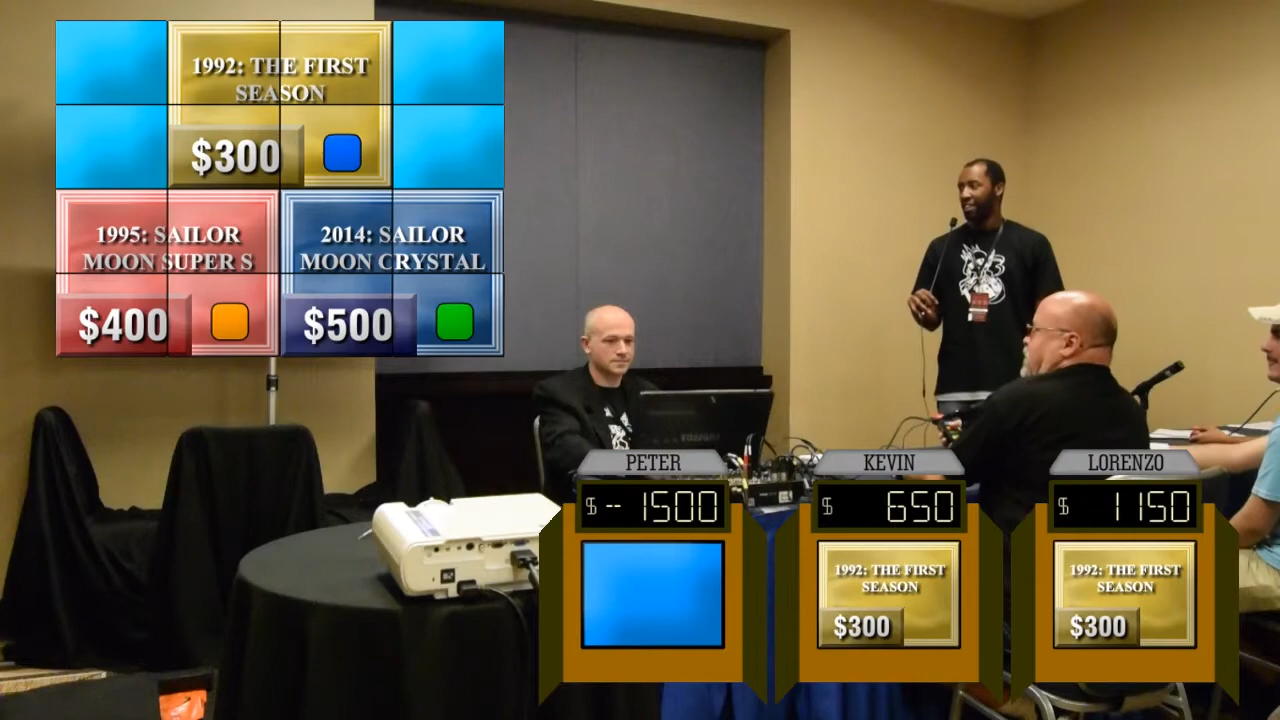 1992: THE FIRST
SEASON
$300
1995: SAILOR
MOON SUPER S
$400
2014: SAILOR
MOON CRYSTAL
$500
PETER
KEVIN
LORENZO
$ -- 1500
$ 650
$ 1150
1992: THE FIRST
SEASON
$300
1992: THE FIRST
SEASON
$300